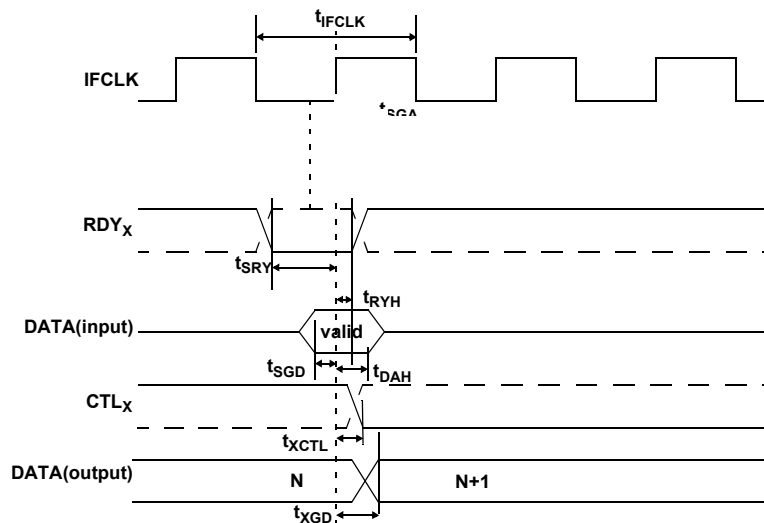 tIFCLK
IFCLK
tSGA
RDYX
tSRY
tRYH
DATA(input)
valid
tSGD
tDAH
CTLX
tXCTL
DATA(output)
N
N+1
tXGD